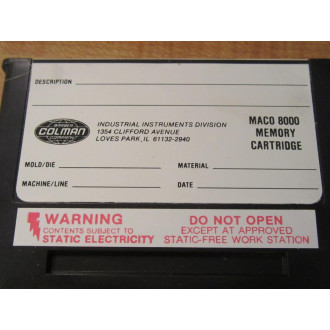 DESCRIPTION
BARBER
COLMAN
COMPANY
INDUSTRIAL INSTRUMENTS DIVISION
1354 CLIFFORD AVENUE
LOVES PARK, IL 61132-2940
MACO 8000
MEMORY
CARTRIDGE
MOLD/DIE
MATERIAL
MACHINE/LINE
DATE
WARNING
CONTENTS SUBJECT TO
STATIC ELECTRICITY
DO NOT OPEN
EXCEPT AT APPROVED
STATIC-FREE WORK STATION